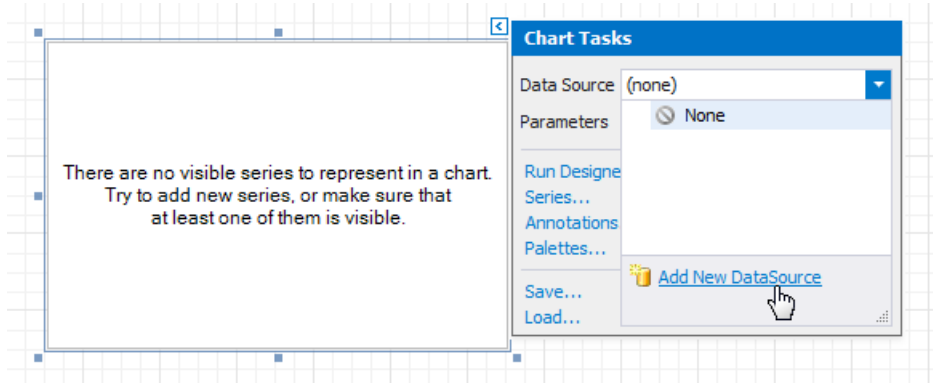 There are no visible series to represent in a chart.
Try to add new series, or make sure that
at least one of them is visible.
Chart Tasks
Data Source (none)
None
Parameters
Run Designe
Series...
Annotations
Palettes...
Add New DataSource
Save...
Load...